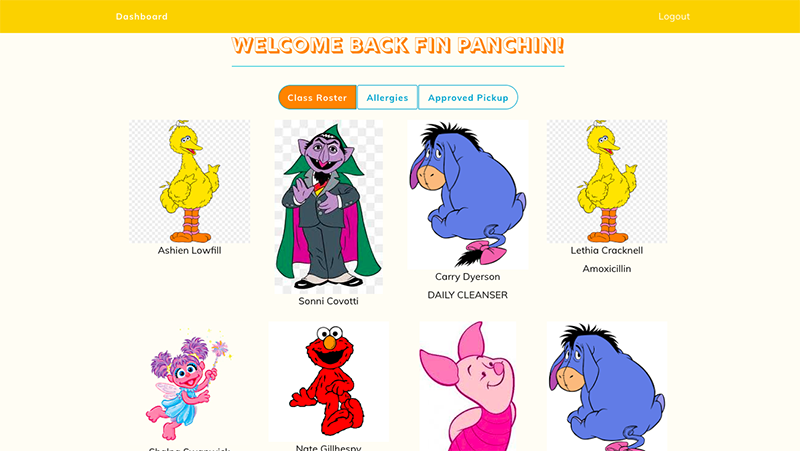 Dashboard
Logout
WELCOME BACK FIN PANCHIN!
Class Roster
Allergies
Approved Pickup
Ashien Lowfill
Sonni Covotti
Carry Dyerson
DAILY CLEANSER
Lethia Cracknell
Amoxicillin
Nate Gillhespy